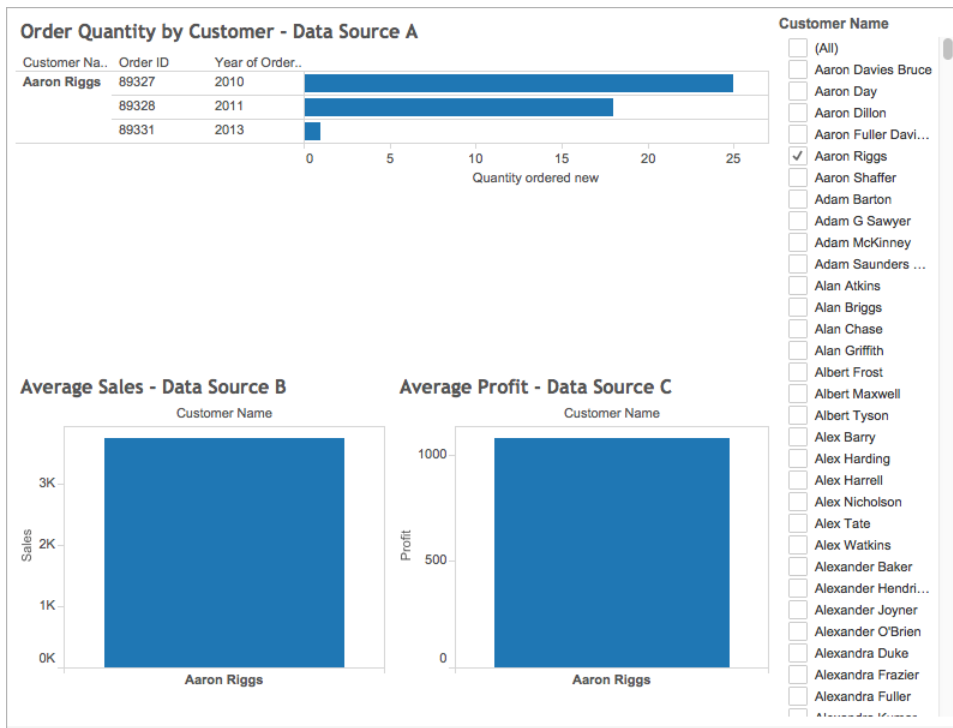 Order Quantity by Customer - Data Source A
Customer Na.. Order ID Year of Order..
Aaron Riggs 89327 2010
89328 2011
89331 2013
0 5 10 15 20 25
Quantity ordered new
Average Sales - Data Source B
Customer Name
3K
2K
1K
0K
Sales
Aaron Riggs
Average Profit - Data Source C
Customer Name
1000
500
0
Profit
Aaron Riggs
Customer Name
(All)
Aaron Davies Bruce
Aaron Day
Aaron Dillon
Aaron Fuller Davi...
Aaron Riggs
Aaron Shaffer
Adam Barton
Adam G Sawyer
Adam McKinney
Adam Saunders ...
Alan Atkins
Alan Briggs
Alan Chase
Alan Griffith
Albert Frost
Albert Maxwell
Albert Tyson
Alex Barry
Alex Harding
Alex Harrell
Alex Nicholson
Alex Tate
Alex Watkins
Alexander Baker
Alexander Hendri...
Alexander Joyner
Alexander O'Brien
Alexandra Duke
Alexandra Frazier
Alexandra Fuller